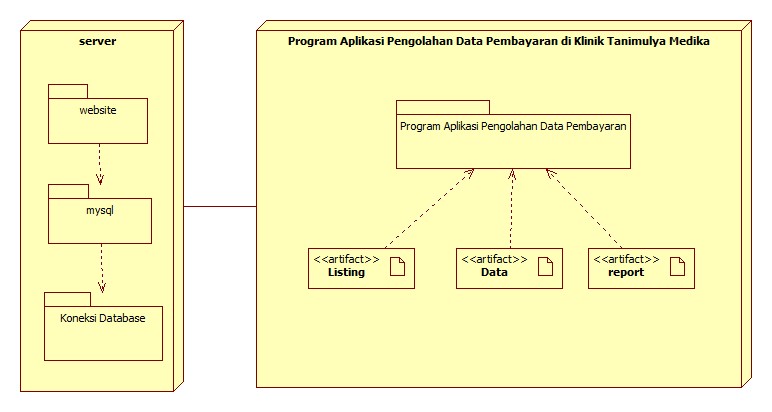 server
website
mysql
Koneksi Database
Program Aplikasi Pengolahan Data Pembayaran di Klinik Tanimulya Medika
Program Aplikasi Pengolahan Data Pembayaran
<<artifact>>
Listing
<<artifact>>
Data
<<artifact>>
report